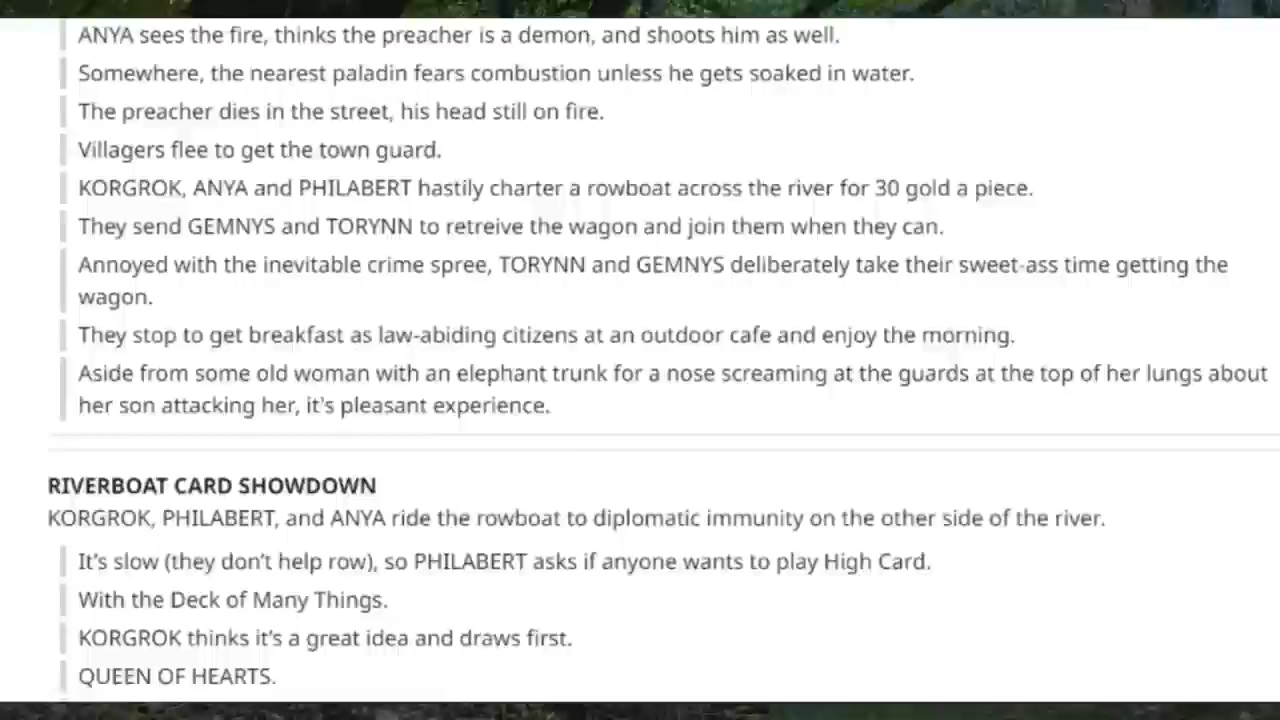 ANYA sees the fire, thinks the preacher is a demon, and shoots him as well.
Somewhere, the nearest paladin fears combustion unless he gets soaked in water.
The preacher dies in the street, his head still on fire.
Villagers flee to get the town guard.
KORGROK, ANYA and PHILABERT hastily charter a rowboat across the river for 30 gold a piece.
They send GEMNYS and TORYNN to retreive the wagon and join them when they can.
Annoyed with the inevitable crime spree, TORYNN and GEMNYS deliberately take their sweet-ass time getting the
wagon.
They stop to get breakfast as law-abiding citizens at an outdoor cafe and enjoy the morning.
Aside from some old woman with an elephant trunk for a nose screaming at the guards at the top of her lungs about
her son attacking her, it's pleasant experience.
RIVERBOAT CARD SHOWDOWN
KORGROK, PHILABERT, and ANYA ride the rowboat to diplomatic immunity on the other side of the river.
It’s slow (they don’t help row), so PHILABERT asks if anyone wants to play High Card.
With the Deck of Many Things.
KORGROK thinks it’s a great idea and draws first.
QUEEN OF HEARTS.